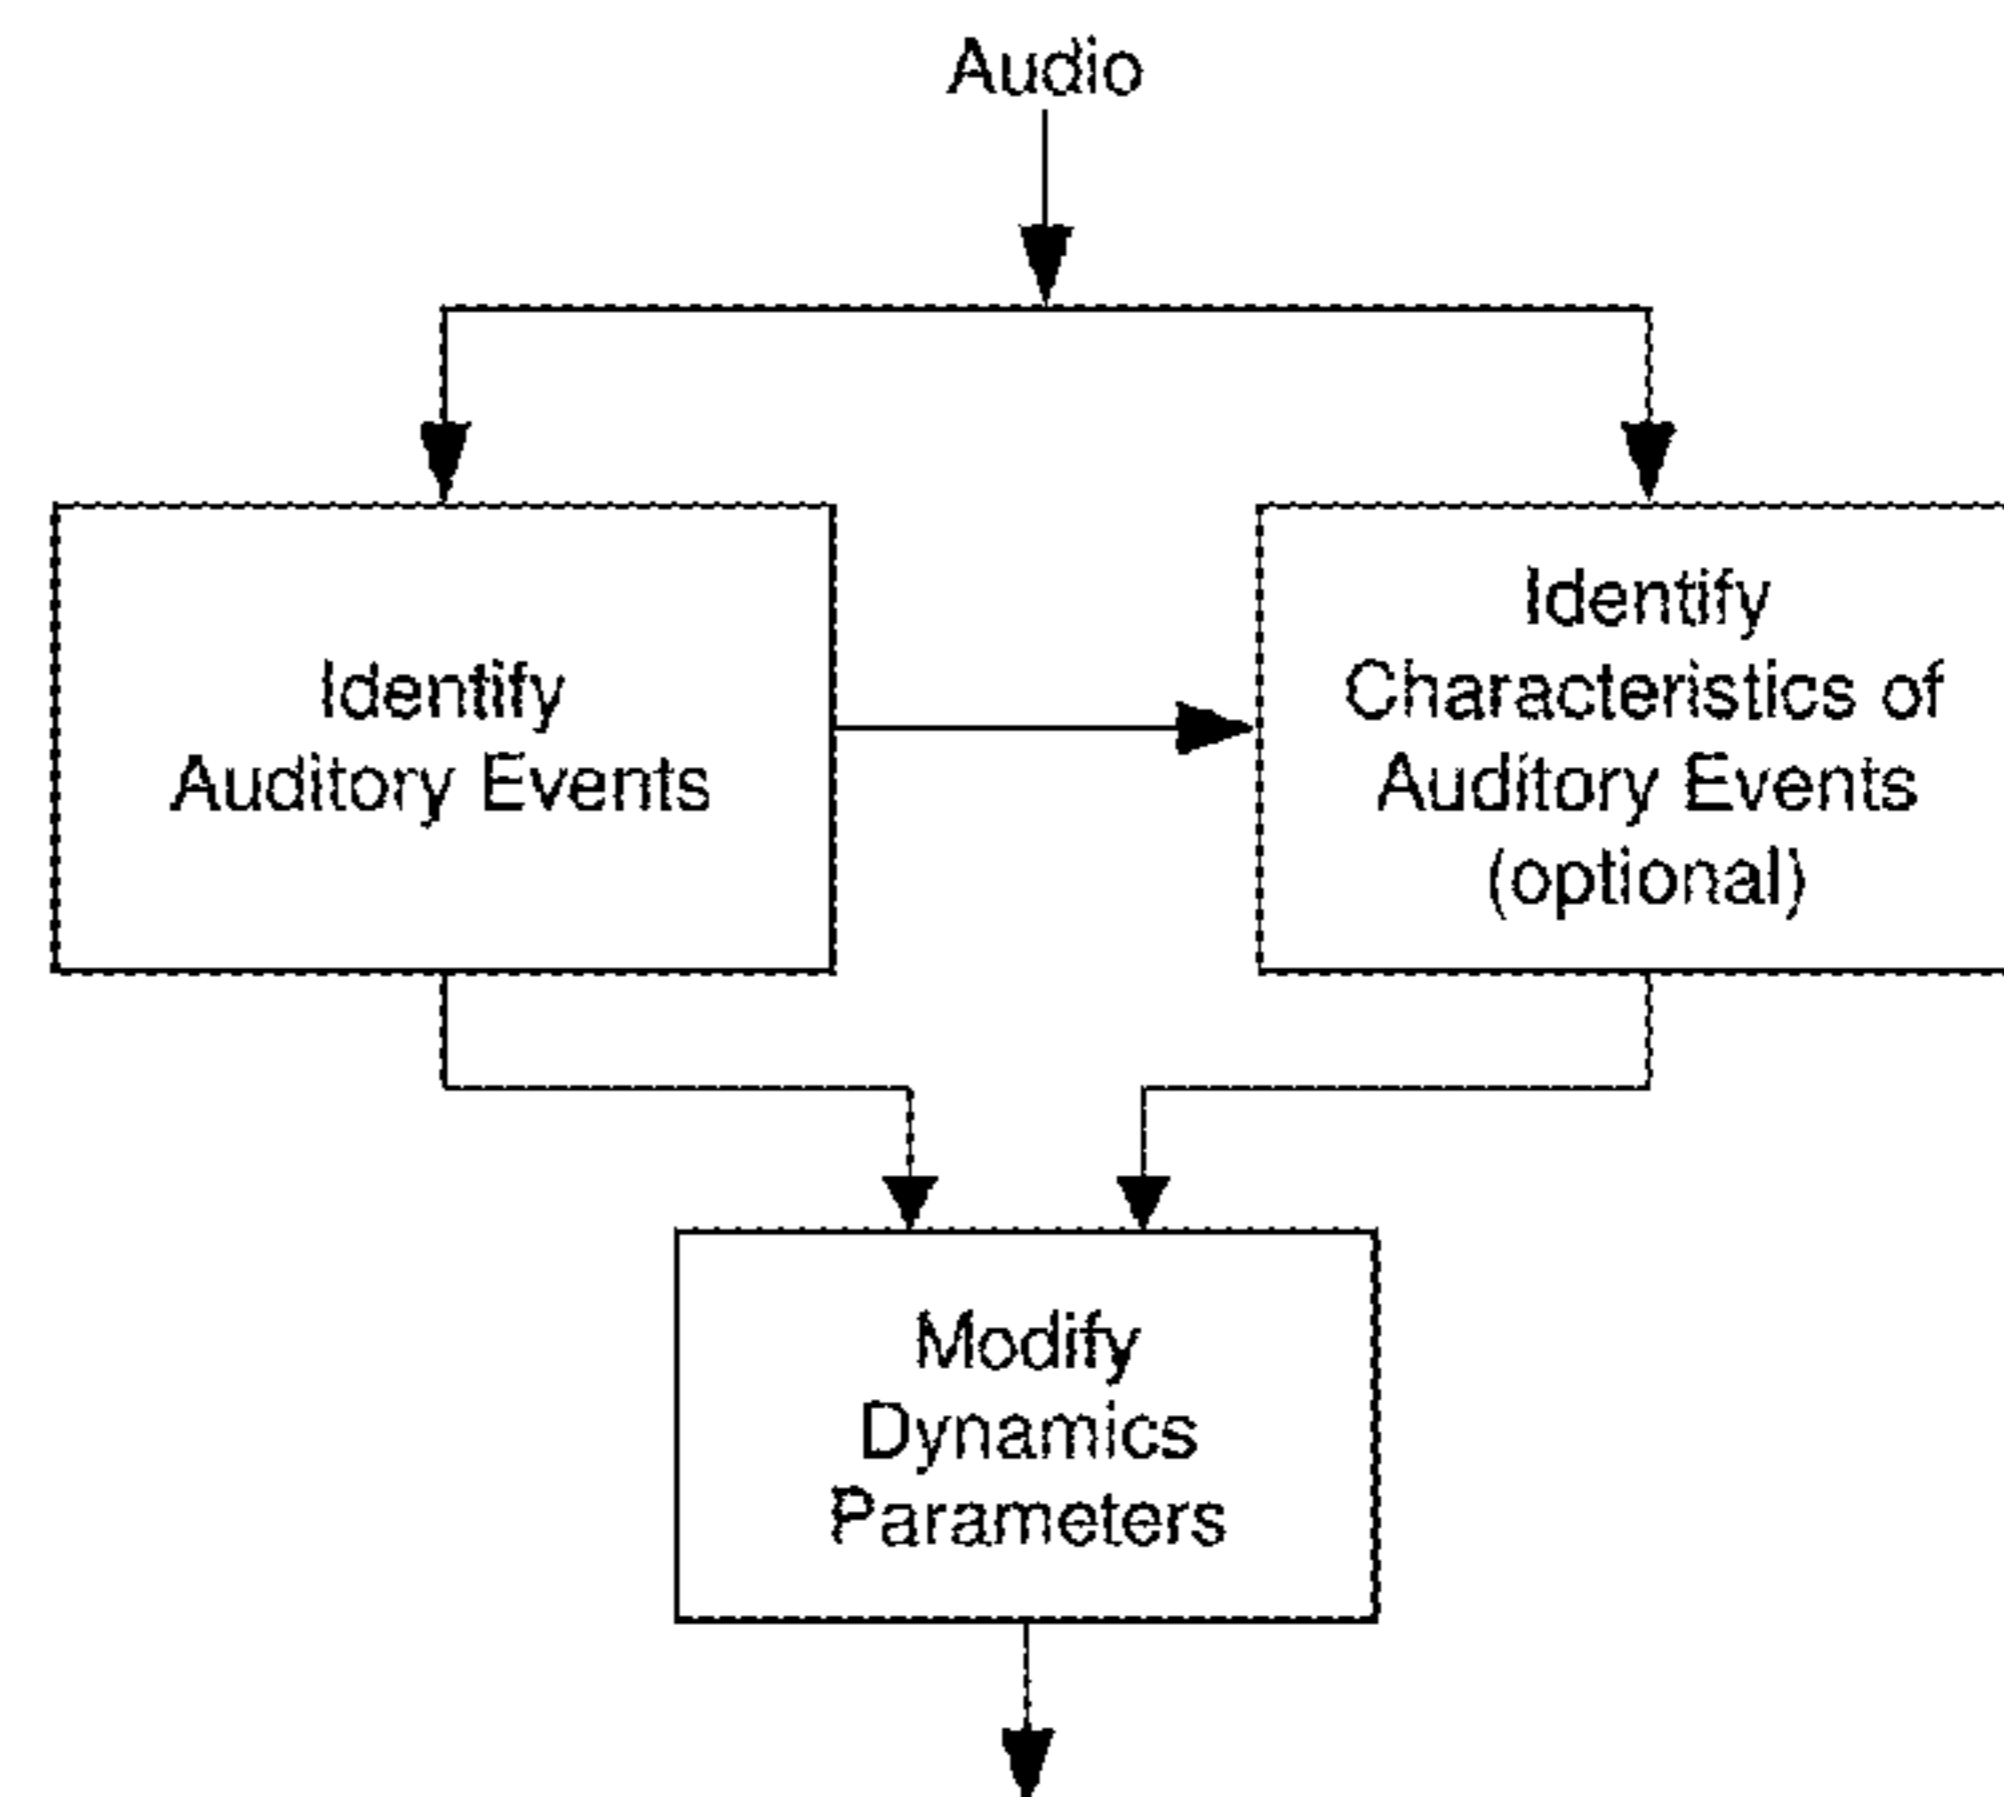 Audio
Identify
Auditory Events
Identify
Characteristics of
Auditory Events
(optional)
Modify
Dynamics
Parameters